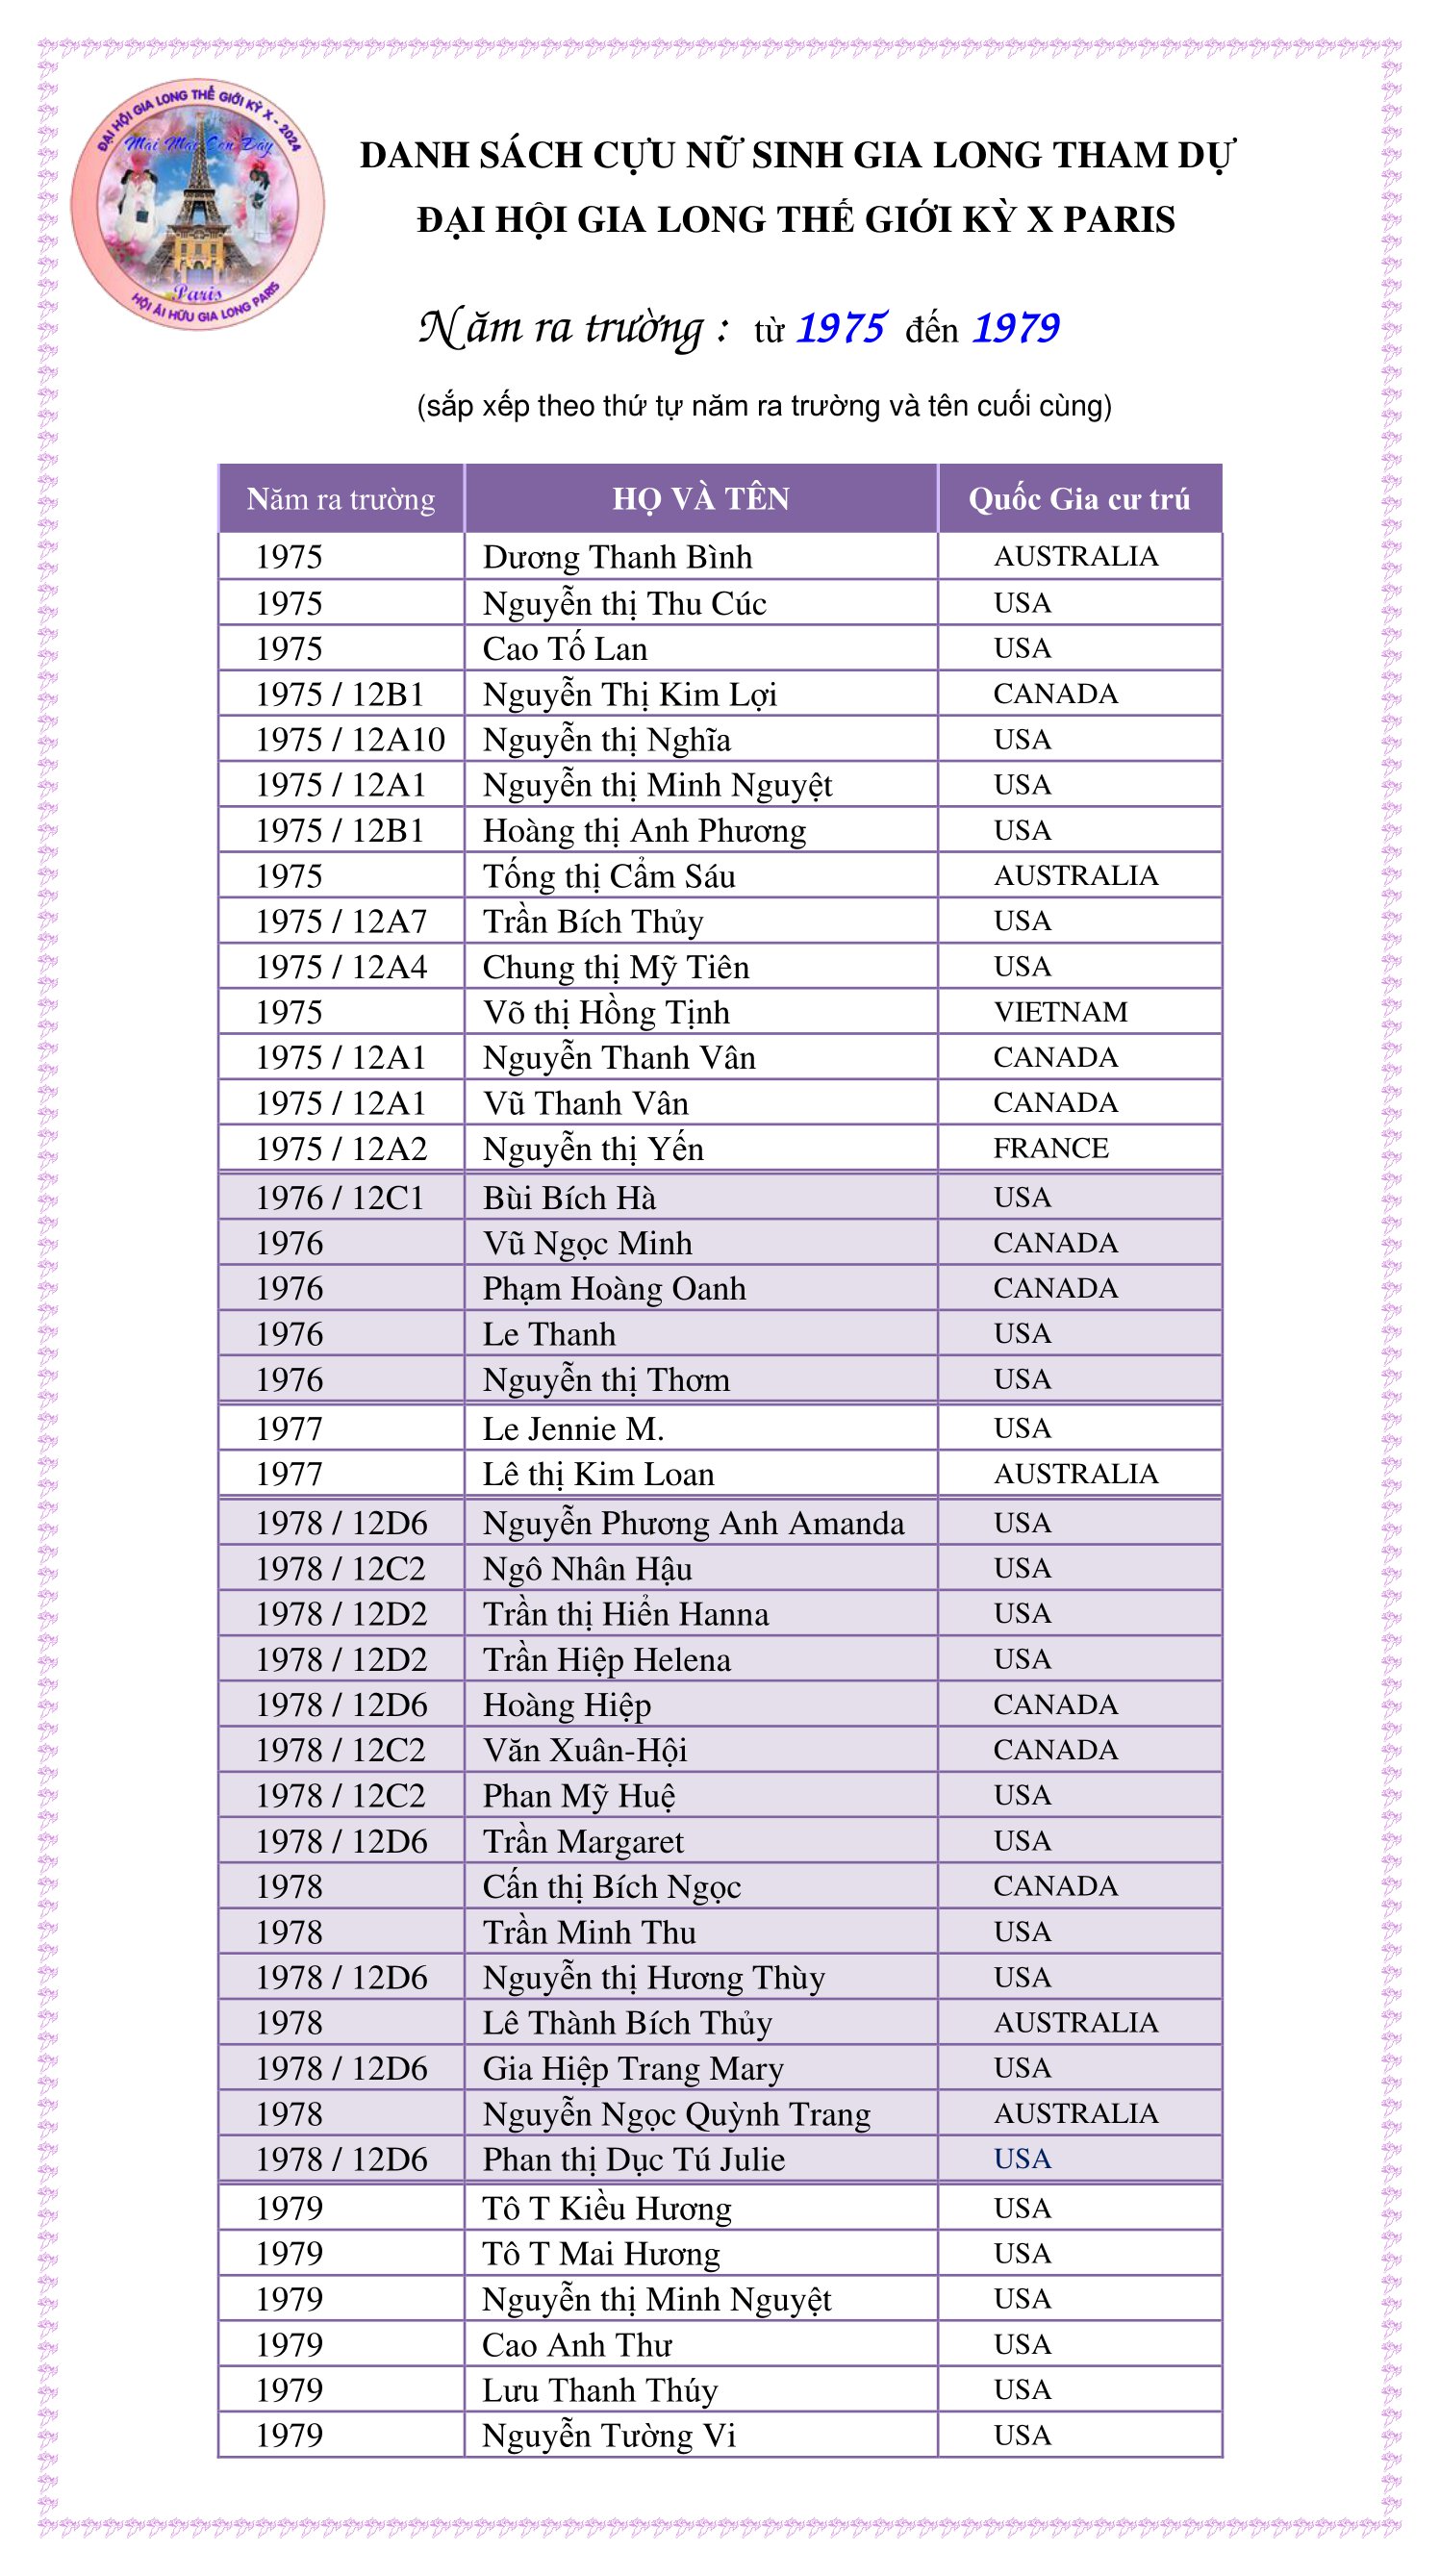 ĐẠI HỘI GIA LONG THẾ GIỚI KỲ X - 2024
Mai Mai Con Đây
Paris
HỘI ÁI HỮU GIA LONG PARIS
DANH SÁCH CỰU NỮ SINH GIA LONG THAM DỰ
ĐẠI HỘI GIA LONG THẾ GIỚI KỲ X PARIS
Năm ra trường : từ 1975 đến 1979
(sắp xếp theo thứ tự năm ra trường và tên cuối cùng)
Năm ra trường HỌ VÀ TÊN Quốc Gia cư trú
1975 Dương Thanh Bình AUSTRALIA
1975 Nguyễn thị Thu Cúc USA
1975 Cao Tố Lan USA
1975 / 12B1 Nguyễn Thị Kim Lợi CANADA
1975 / 12A10 Nguyễn thị Nghĩa USA
1975 / 12A1 Nguyễn thị Minh Nguyệt USA
1975 / 12B1 Hoàng thị Anh Phương USA
1975 Tống thị Cẩm Sáu AUSTRALIA
1975 / 12A7 Trần Bích Thủy USA
1975 / 12A4 Chung thị Mỹ Tiên USA
1975 Võ thị Hồng Tịnh VIETNAM
1975 / 12A1 Nguyễn Thanh Vân CANADA
1975 / 12A1 Vũ Thanh Vân CANADA
1975 / 12A2 Nguyễn thị Yến FRANCE
1976 / 12C1 Bùi Bích Hà USA
1976 Vũ Ngọc Minh CANADA
1976 Phạm Hoàng Oanh CANADA
1976 Le Thanh USA
1976 Nguyễn thị Thơm USA
1977 Le Jennie M. USA
1977 Lê thị Kim Loan AUSTRALIA
1978 / 12D6 Nguyễn Phương Anh Amanda USA
1978 / 12C2 Ngô Nhân Hậu USA
1978 / 12D2 Trần thị Hiển Hanna USA
1978 / 12D2 Trần Hiệp Helena USA
1978 / 12D6 Hoàng Hiệp CANADA
1978 / 12C2 Văn Xuân-Hội CANADA
1978 / 12C2 Phan Mỹ Huệ USA
1978 / 12D6 Trần Margaret USA
1978 Cấn thị Bích Ngọc CANADA
1978 Trần Minh Thu USA
1978 / 12D6 Nguyễn thị Hương Thùy USA
1978 Lê Thành Bích Thủy AUSTRALIA
1978 / 12D6 Gia Hiệp Trang Mary USA
1978 Nguyễn Ngọc Quỳnh Trang AUSTRALIA
1978 / 12D6 Phan thị Dục Tú Julie USA
1979 Tô T Kiều Hương USA
1979 Tô T Mai Hương USA
1979 Nguyễn thị Minh Nguyệt USA
1979 Cao Anh Thư USA
1979 Lưu Thanh Thúy USA
1979 Nguyễn Tường Vi USA